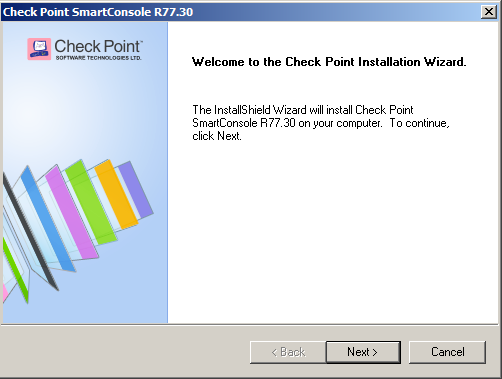 Check Point SmartConsole R77.30
Check Point
SOFTWARE TECHNOLOGIES LTD.
Welcome to the Check Point Installation Wizard.
The InstallShield Wizard will install Check Point
SmartConsole R77.30 on your computer. To continue,
click Next.
< Back
Next >
Cancel